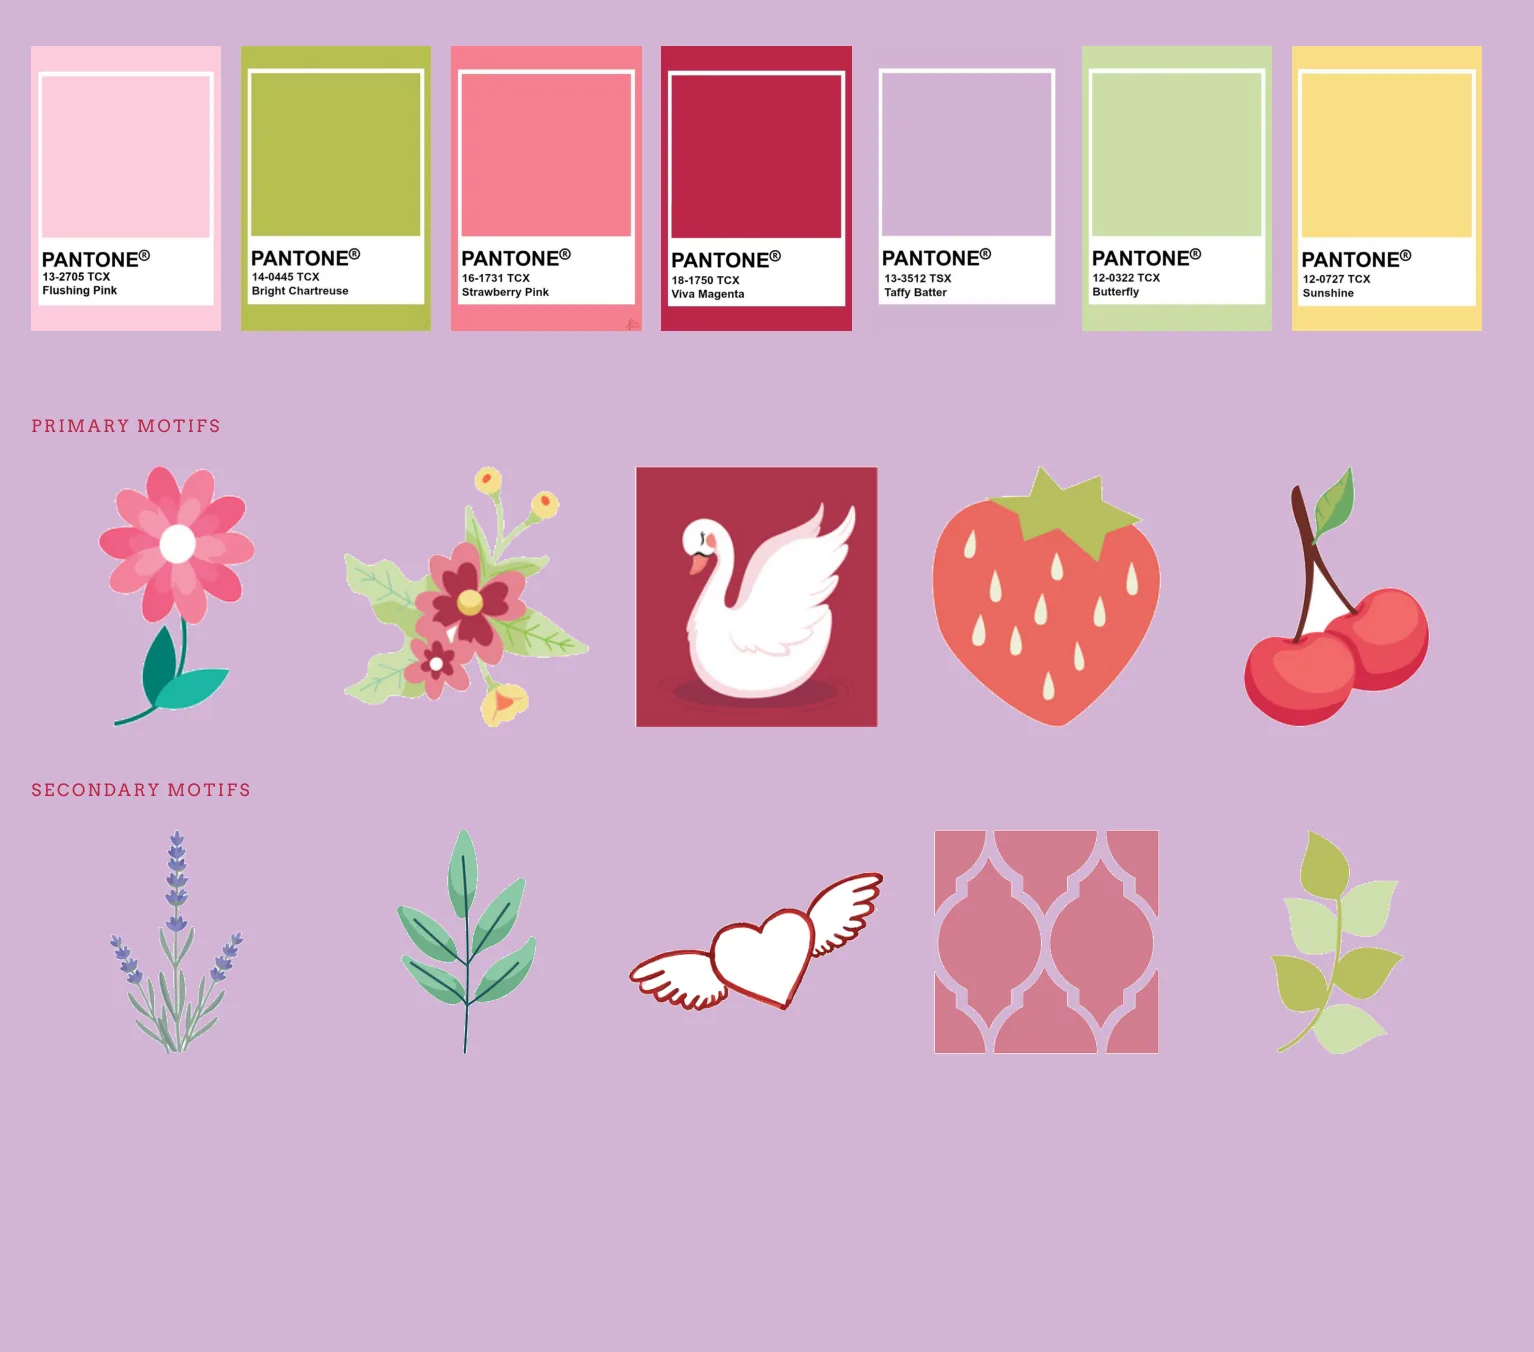 PANTONE®
13-2705 TCX
Flushing Pink
PANTONE®
14-0445 TCX
Bright Chartreuse
PANTONE®
16-1731 TCX
Strawberry Pink
PANTONE®
18-1750 TCX
Viva Magenta
PANTONE®
13-3512 TSX
Taffy Batter
PANTONE®
12-0322 TCX
Butterfly
PANTONE®
12-0727 TCX
Sunshine
PRIMARY MOTIFS
SECONDARY MOTIFS